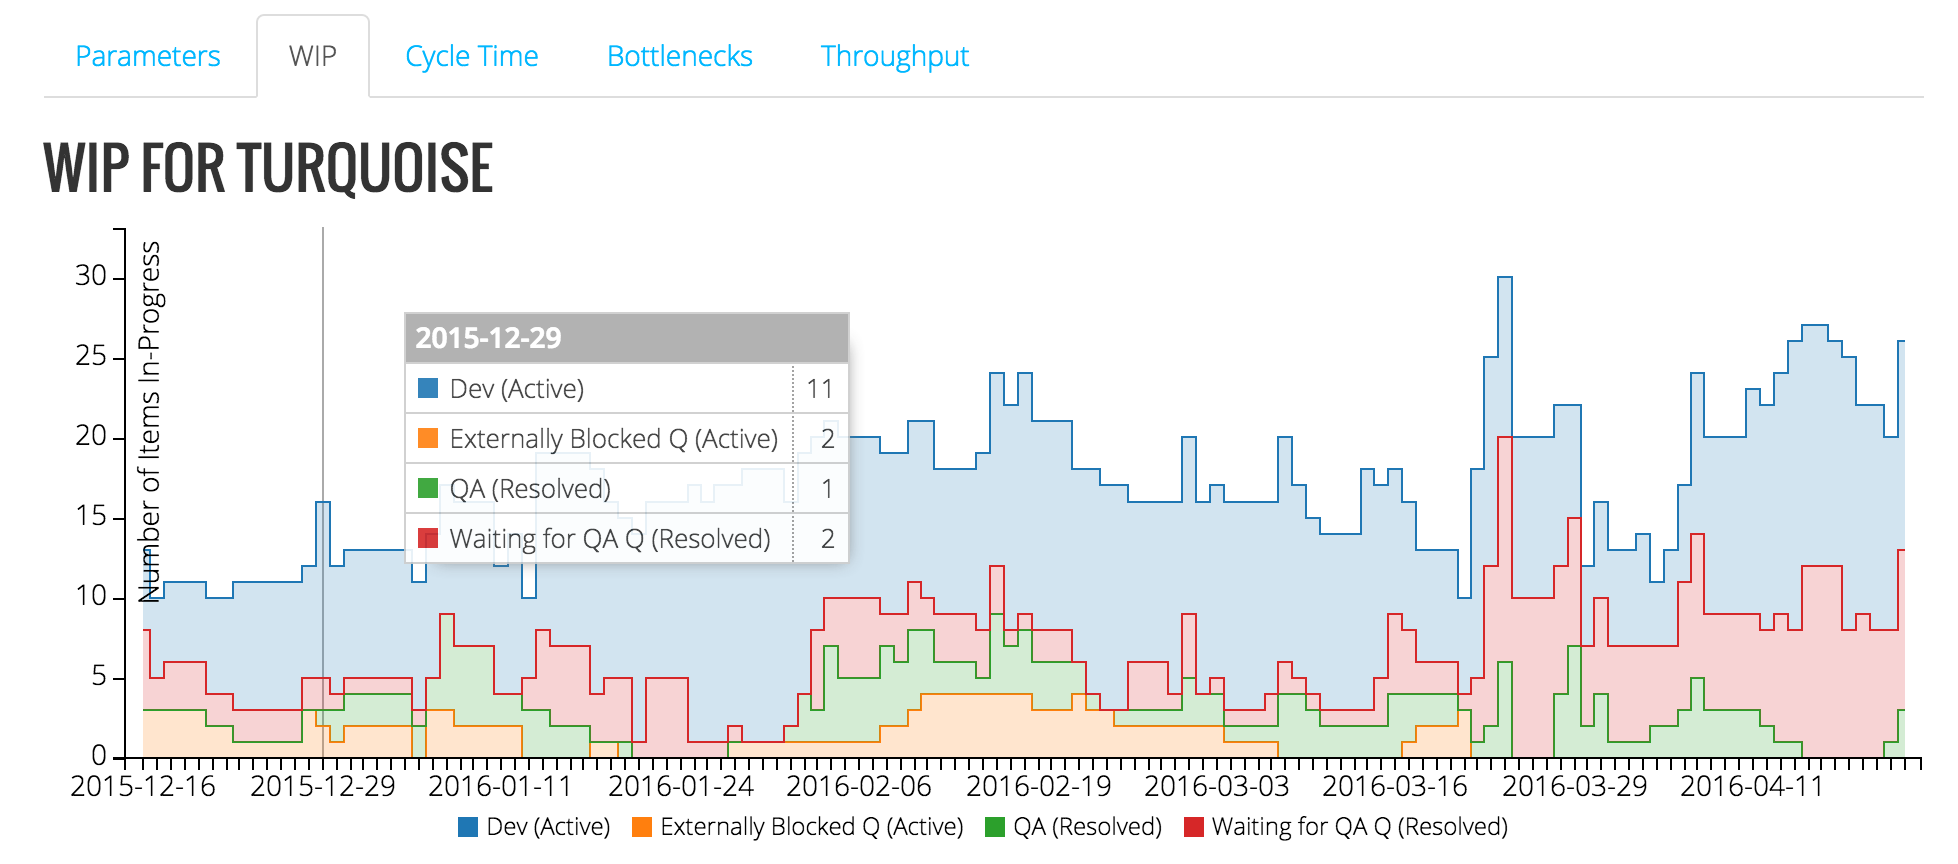 Parameters WIP Cycle Time Bottlenecks Throughput
WIP FOR TURQUOISE
Number of Items In-Progress
30
25
20
15
10
5
0
2015-12-29
Dev (Active) 11
Externally Blocked Q (Active) 2
QA (Resolved) 1
Waiting for QA Q (Resolved) 2
2015-12-16 2015-12-29 2016-01-11 2016-01-24 2016-02-06 2016-02-19 2016-03-03 2016-03-16 2016-03-29 2016-04-11
Dev (Active) Externally Blocked Q (Active) QA (Resolved) Waiting for QA Q (Resolved)